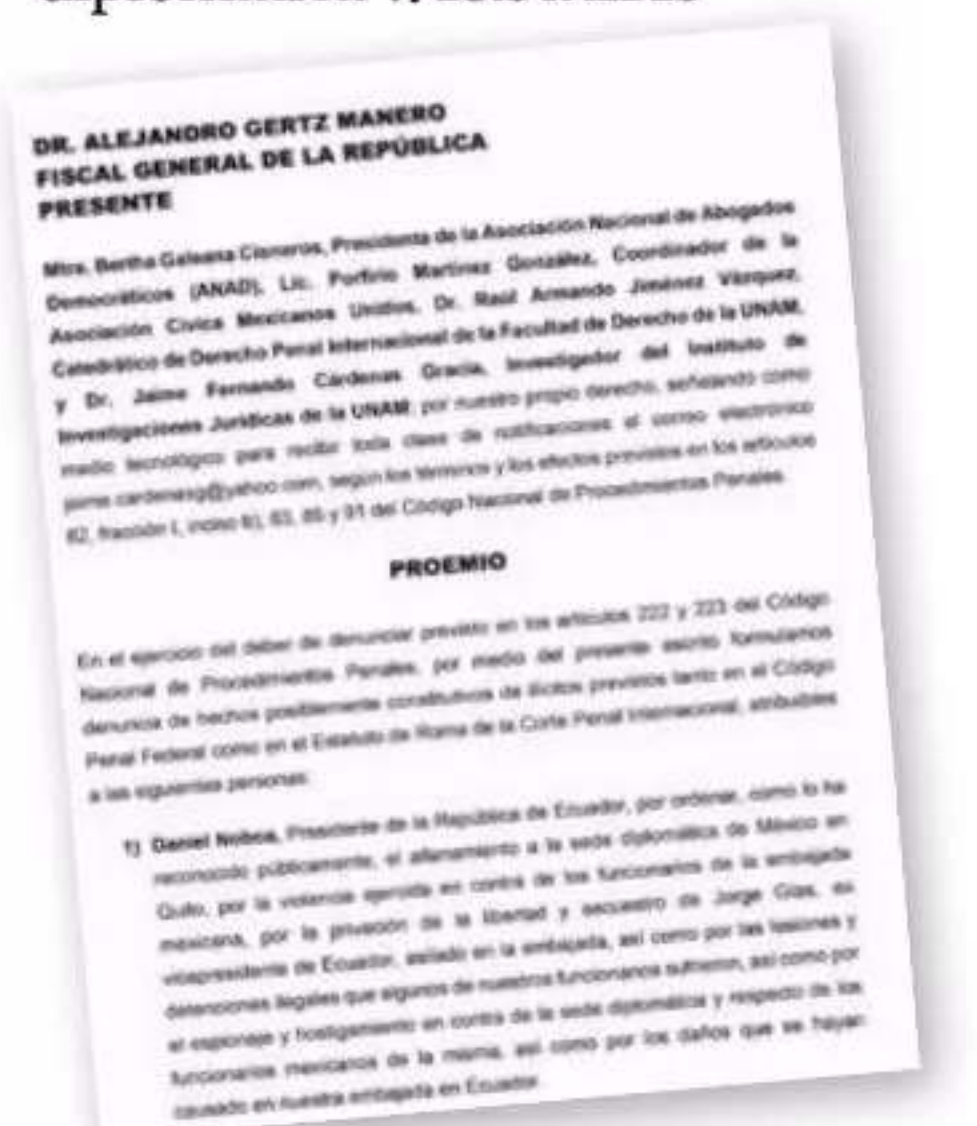 DR. ALEJANDRO GERTZ MANERO
FISCAL GENERAL DE LA REPÚBLICA
PRESENTE
Mtra. Bertha Galeana Cisneros, Presidenta de la Asociación Nacional de Abogados
Democráticos (ANAD), Lic. Porfirio Martínez González, Coordinador de la
Asociación Cívica Mexicanos Unidos, Dr. Raúl Armando Jiménez Vázquez,
Catedrático de Derecho Penal Internacional de la Facultad de Derecho de la UNAM,
y Dr. Jaime Fernando Cárdenas Gracia, Investigador del Instituto de
Investigaciones Jurídicas de la UNAM; por nuestro propio derecho, señalando como
medio tecnológico para recibir toda clase de notificaciones el correo electrónico
jaime.cardenasg@yahoo.com, según los términos y los efectos previstos en los artículos
82, fracción I, inciso b), 83, 85 y 91 del Código Nacional de Procedimientos Penales.
PROEMIO
En el ejercicio del deber de denunciar previsto en los artículos 222 y 223 del Código
Nacional de Procedimientos Penales, por medio del presente escrito formulamos
denuncia de hechos posiblemente constitutivos de ilícitos previstos tanto en el Código
Penal Federal como en el Estatuto de Roma de la Corte Penal Internacional, atribuibles
a las siguientes personas:
1) Daniel Noboa, Presidente de la República de Ecuador, por ordenar, como lo ha
reconocido públicamente, el allanamiento a la sede diplomática de México en
Quito, por la violencia ejercida en contra de los funcionarios de la embajada
mexicana, por la privación de la libertad y secuestro de Jorge Glas, ex
vicepresidente de Ecuador, asilado en la embajada, así como por las lesiones y
detenciones ilegales que algunos de nuestros funcionarios sufrieron, así como por
el espionaje y hostigamiento en contra de la sede diplomática y respecto de los
funcionarios mexicanos de la misma, así como por los daños que se hayan
causado en nuestra embajada en Ecuador.